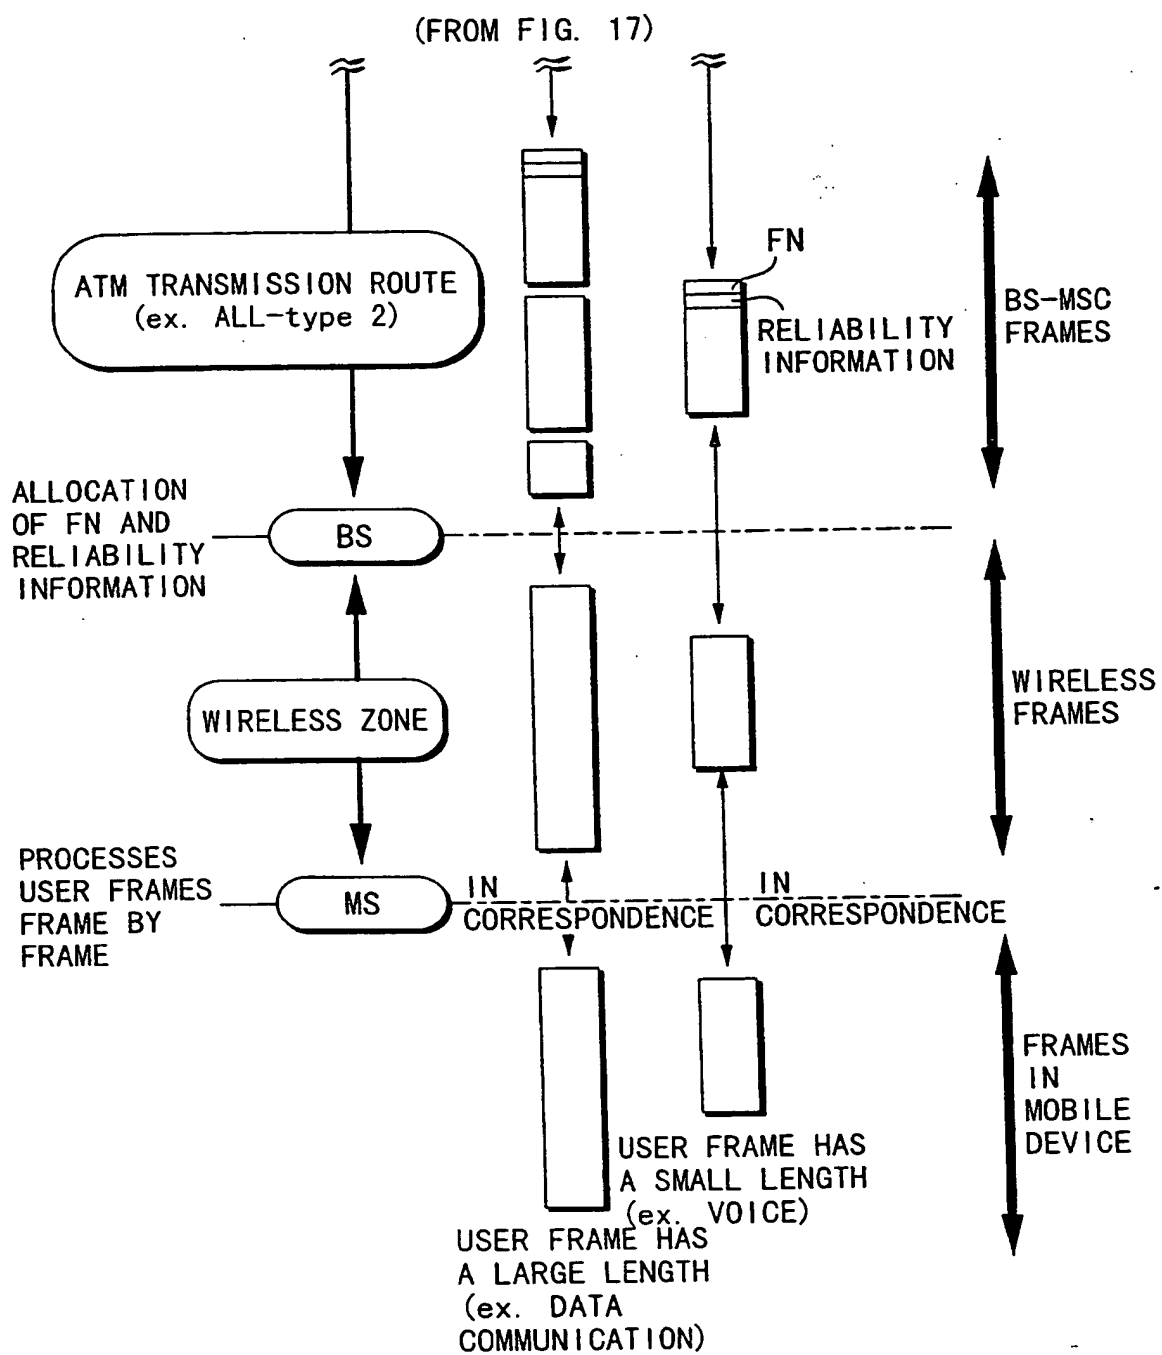 (FROM FIG. 17)
ATM TRANSMISSION ROUTE
(ex. ALL-type 2)
FN
RELIABILITY
INFORMATION
BS-MSC
FRAMES
ALLOCATION
OF FN AND
RELIABILITY
INFORMATION
BS
WIRELESS ZONE
WIRELESS
FRAMES
PROCESSES
USER FRAMES
FRAME BY
FRAME
MS
IN
CORRESPONDENCE
IN
CORRESPONDENCE
FRAMES
IN
MOBILE
DEVICE
USER FRAME HAS
A SMALL LENGTH
(ex. VOICE)
USER FRAME HAS
A LARGE LENGTH
(ex. DATA
COMMUNICATION)